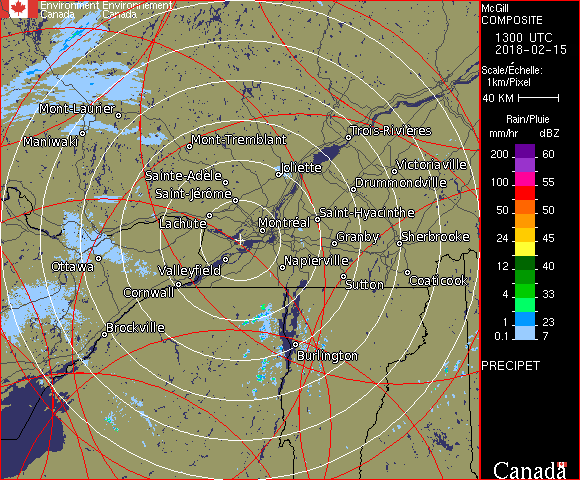 Environment Environnement
Canada Canada
McGill
COMPOSITE
1300 UTC
2018-02-15
Scale/Échelle:
1km/Pixel
40 KM
Rain/Pluie
mm/hr dBZ
200 60
100 55
50 50
24 45
12 40
4 33
1 23
0.1 7
PRECIPET
Canada
Mont-Laurier
Maniwaki
Mont-Tremblant
Trois-Rivières
Joliette
Victoriaville
Sainte-Adèle
Drummondville
Saint-Jérôme
Saint-Hyacinthe
Lachute
Montréal
Granby
Sherbrooke
Ottawa
Valleyfield
Napierville
Cornwall
Sutton
Coaticook
Brockville
Burlington